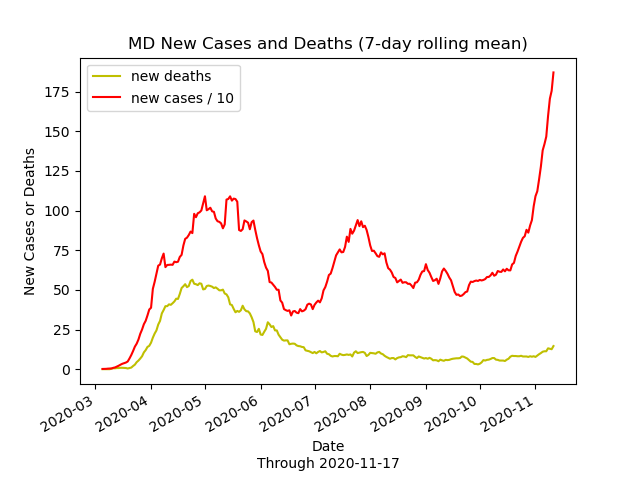 MD New Cases and Deaths (7-day rolling mean)
new deaths
new cases / 10
175
150
125
100
75
50
25
0
New Cases or Deaths
2020-03
2020-04
2020-05
2020-06
2020-07
2020-08
2020-09
2020-10
2020-11
Date
Through 2020-11-17